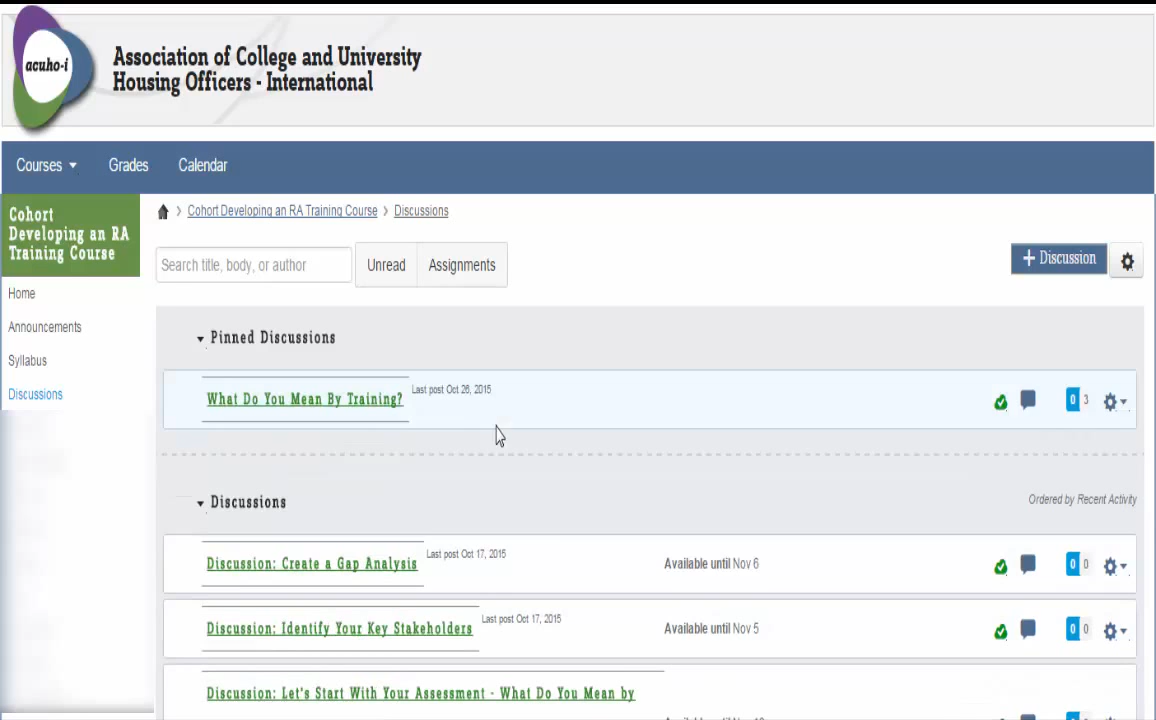 acuho-i
Association of College and University
Housing Officers - International
Courses Grades Calendar
Cohort
Developing an RA
Training Course
Cohort Developing an RA Training Course > Discussions
Search title, body, or author Unread Assignments
+ Discussion
Home
Announcements
Syllabus
Discussions
Pinned Discussions
What Do You Mean By Training? Last post Oct 26, 2015 0 3
Discussions Ordered by Recent Activity
Discussion: Create a Gap Analysis Last post Oct 17, 2015 Available until Nov 6 0 0
Discussion: Identify Your Key Stakeholders Last post Oct 17, 2015 Available until Nov 5 0 0
Discussion: Let's Start With Your Assessment - What Do You Mean by